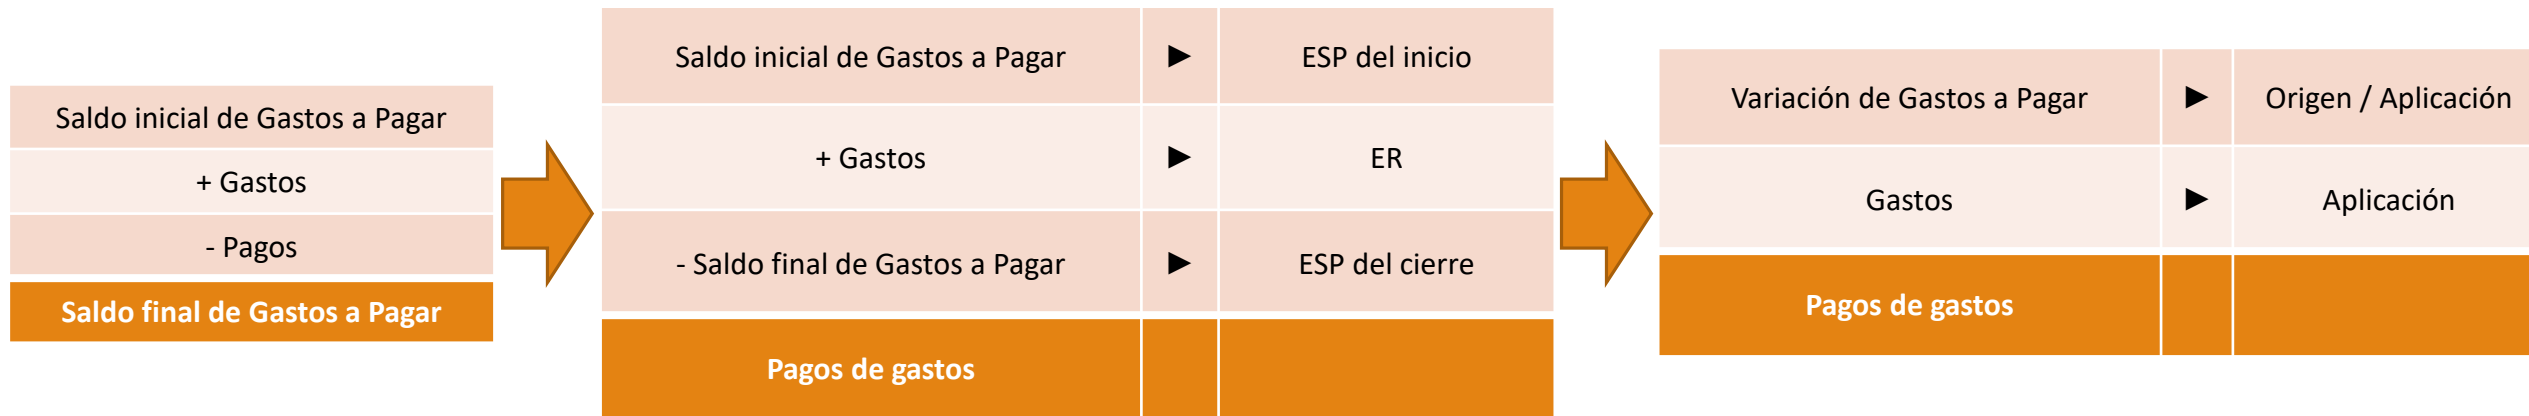 Saldo inicial de Gastos a Pagar
+ Gastos
- Pagos
Saldo final de Gastos a Pagar
Saldo inicial de Gastos a Pagar ► ESP del inicio
+ Gastos ► ER
- Saldo final de Gastos a Pagar ► ESP del cierre
Pagos de gastos
Variación de Gastos a Pagar ► Origen / Aplicación
Gastos ► Aplicación
Pagos de gastos